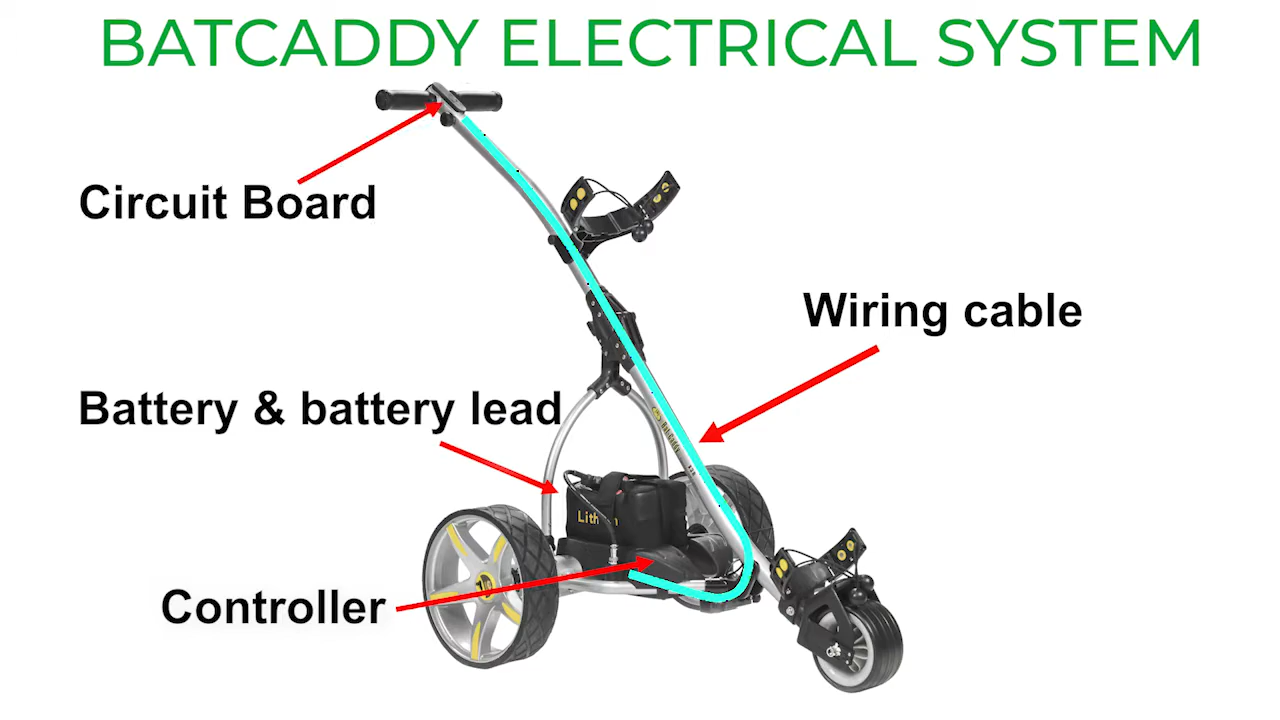 BATCADDY ELECTRICAL SYSTEM
Circuit Board
Wiring cable
Battery & battery lead
Controller